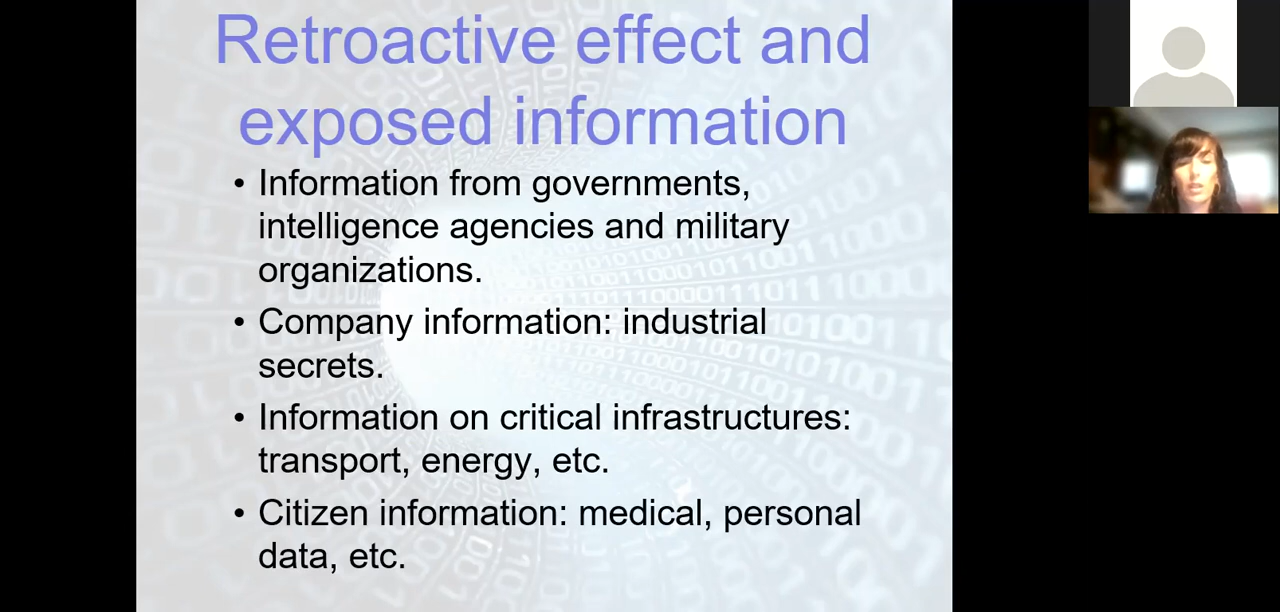 Retroactive effect and
exposed information
• Information from governments,
intelligence agencies and military
organizations.
• Company information: industrial
secrets.
• Information on critical infrastructures:
transport, energy, etc.
• Citizen information: medical, personal
data, etc.